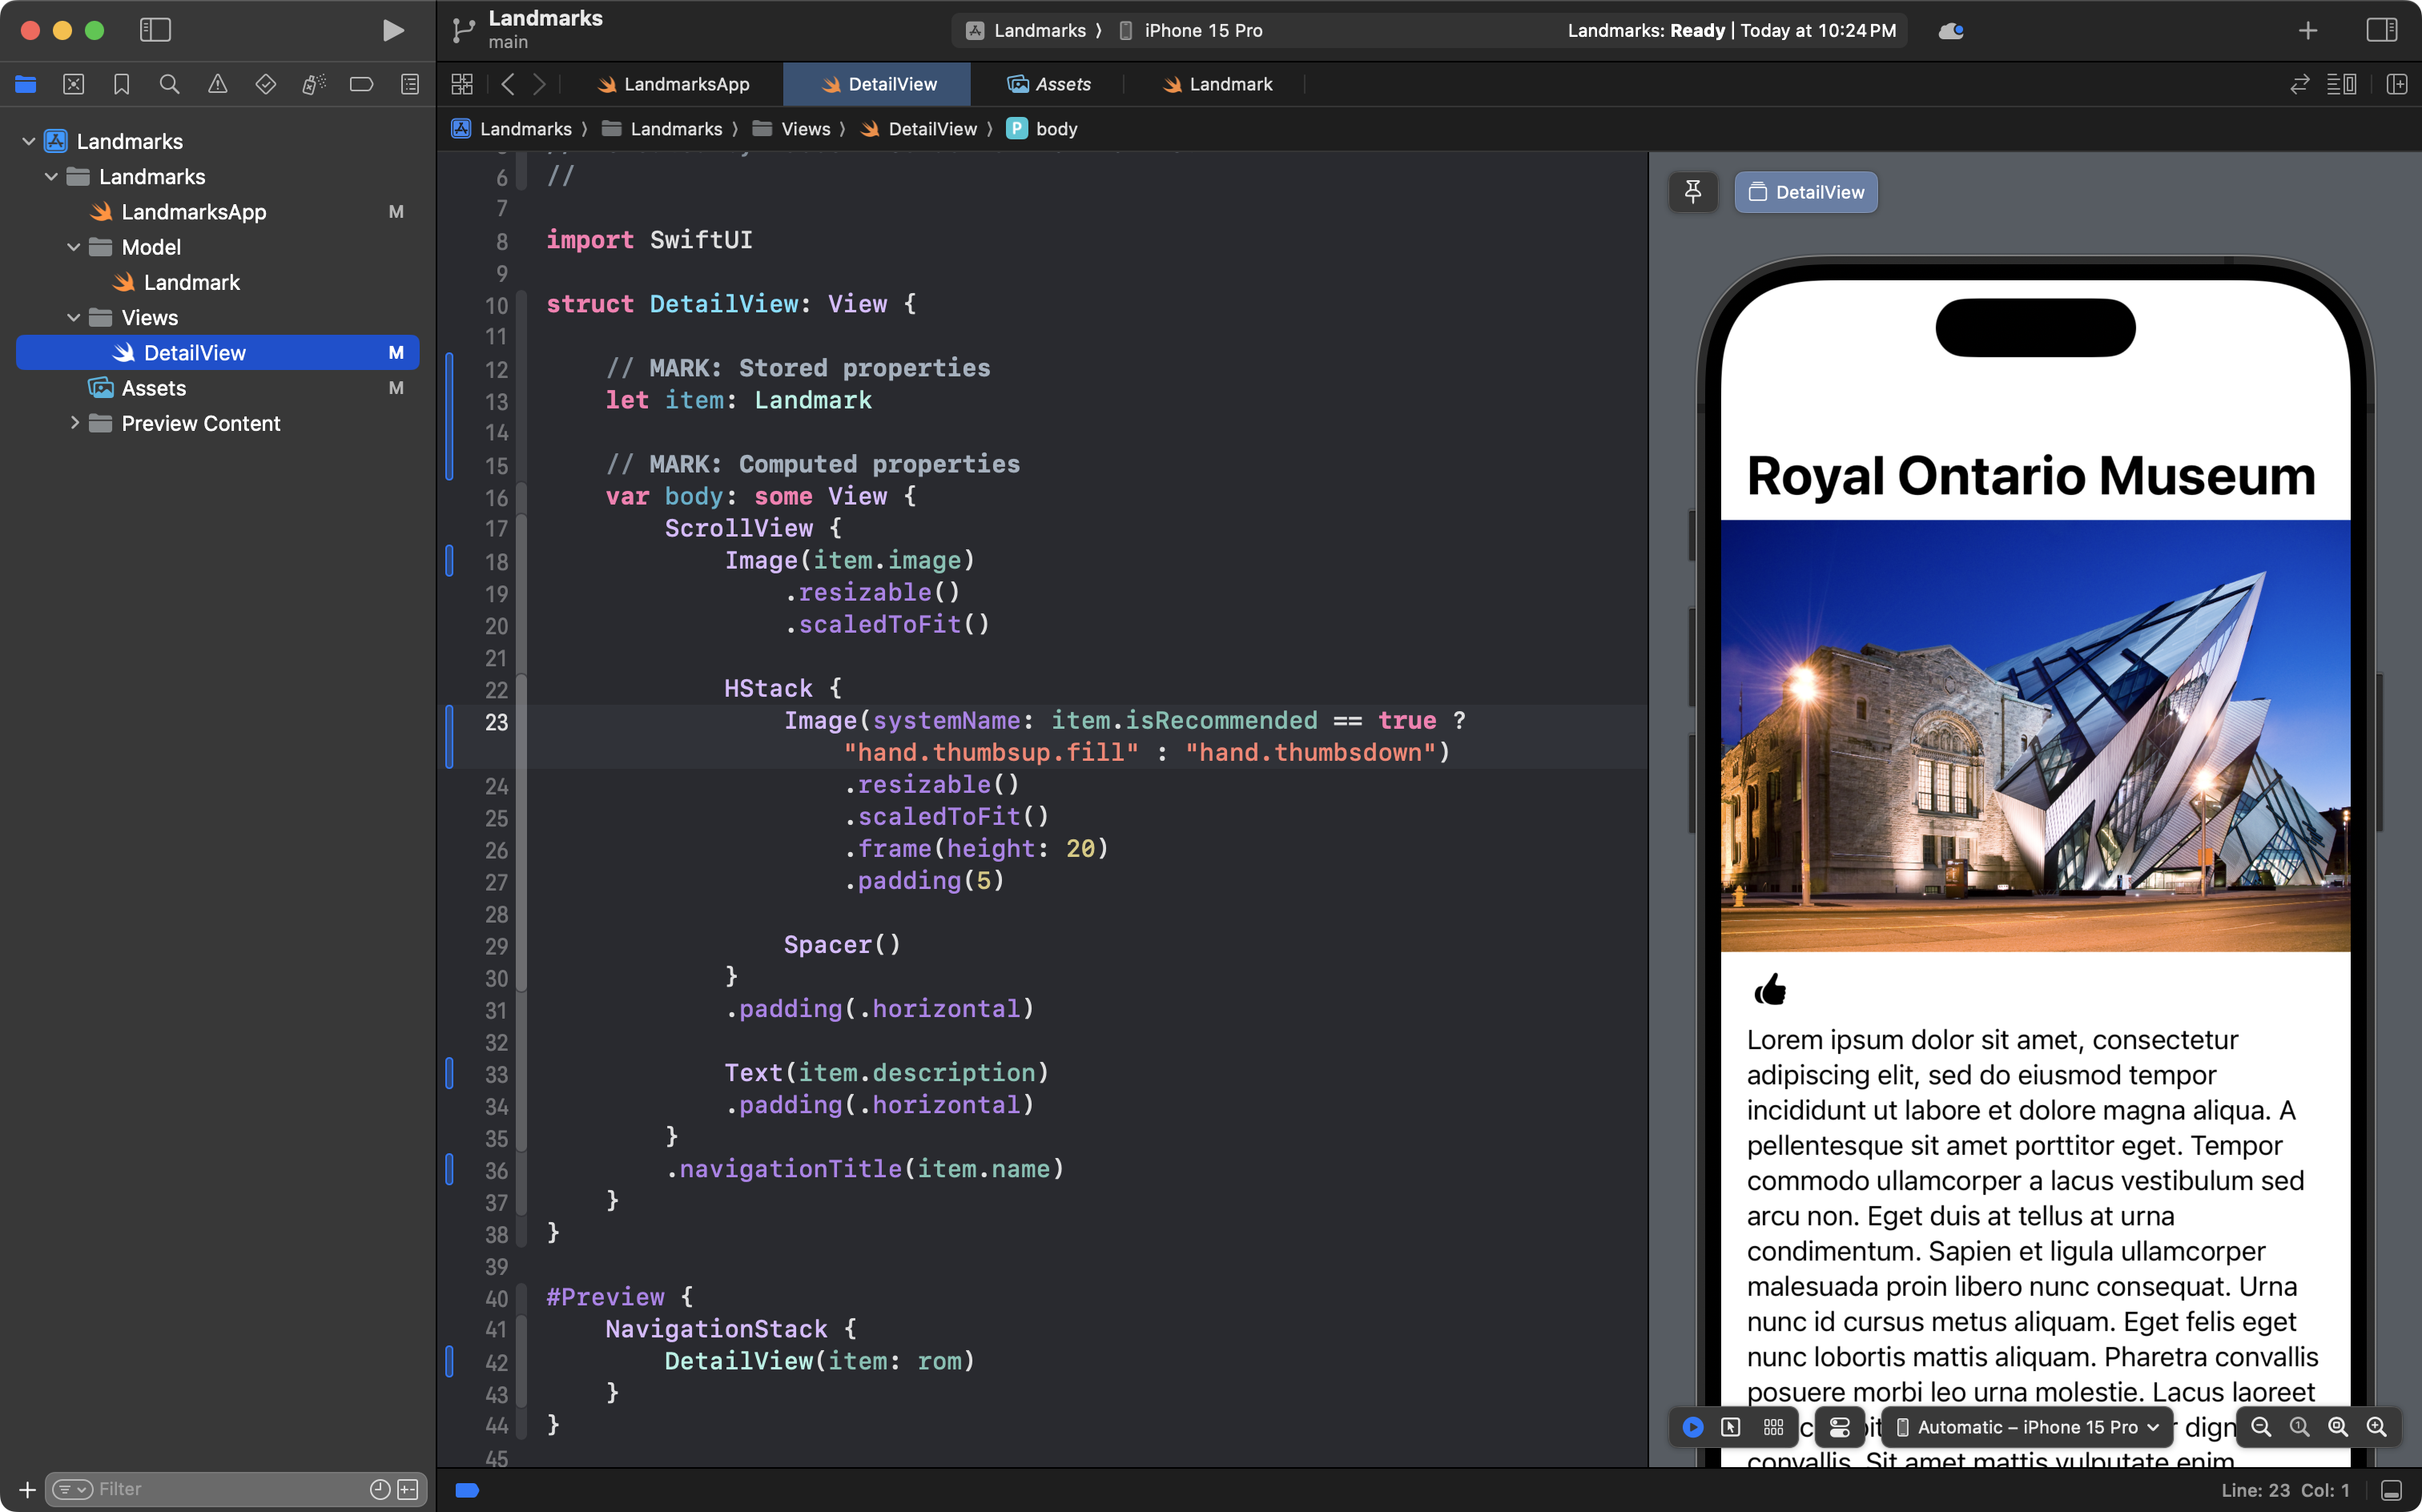 Landmarks
main
Landmarks 〉 iPhone 15 Pro
Landmarks: Ready | Today at 10:24 PM
LandmarksApp
DetailView
Assets
Landmark
Landmarks 〉 Landmarks 〉 Views 〉 DetailView 〉 P body
Landmarks
Landmarks
LandmarksApp M
Model
Landmark
Views
DetailView M
Assets M
Preview Content
Filter
6 //
7
8 import SwiftUI
9
10 struct DetailView: View {
11
12 // MARK: Stored properties
13 let item: Landmark
14
15 // MARK: Computed properties
16 var body: some View {
17 ScrollView {
18 Image(item.image)
19 .resizable()
20 .scaledToFit()
21
22 HStack {
23 Image(systemName: item.isRecommended == true ?
"hand.thumbsup.fill" : "hand.thumbsdown")
24 .resizable()
25 .scaledToFit()
26 .frame(height: 20)
27 .padding(5)
28
29 Spacer()
30 }
31 .padding(.horizontal)
32
33 Text(item.description)
34 .padding(.horizontal)
35 }
36 .navigationTitle(item.name)
37 }
38 }
39
40 #Preview {
41 NavigationStack {
42 DetailView(item: rom)
43 }
44 }
45
DetailView
Royal Ontario Museum
Lorem ipsum dolor sit amet, consectetur
adipiscing elit, sed do eiusmod tempor
incididunt ut labore et dolore magna aliqua. A
pellentesque sit amet porttitor eget. Tempor
commodo ullamcorper a lacus vestibulum sed
arcu non. Eget duis at tellus at urna
condimentum. Sapien et ligula ullamcorper
malesuada proin libero nunc consequat. Urna
nunc id cursus metus aliquam. Eget felis eget
nunc lobortis mattis aliquam. Pharetra convallis
posuere morbi leo urna molestie. Lacus laoreet
convallis. Sit amet mattis vulputate enim
Automatic – iPhone 15 Pro
Line: 23 Col: 1